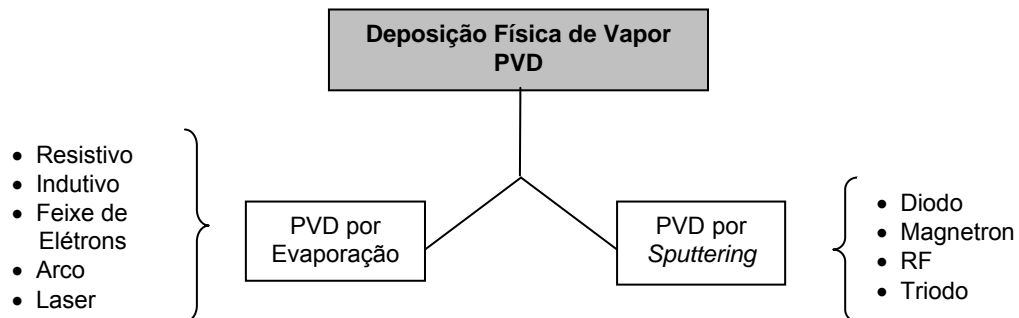 Deposição Física de Vapor
PVD
• Resistivo
• Indutivo
• Feixe de
Elétrons
• Arco
• Laser
PVD por
Evaporação
PVD por
Sputtering
• Diodo
• Magnetron
• RF
• Triodo